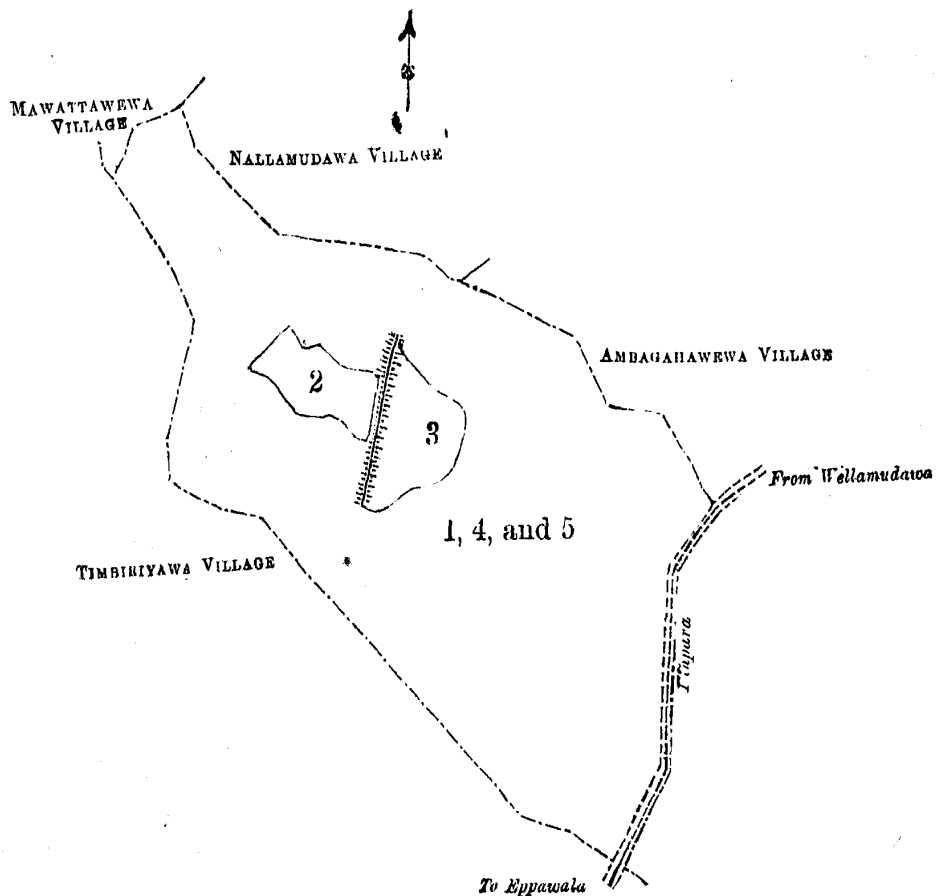 MAWATTAWEWA
VILLAGE
NALLAMUDAWA VILLAGE
AMBAGAHAWEWA VILLAGE
2
3
From Wellamudawa
1, 4, and 5
TIMBIRIYAWA VILLAGE
To Eppawala